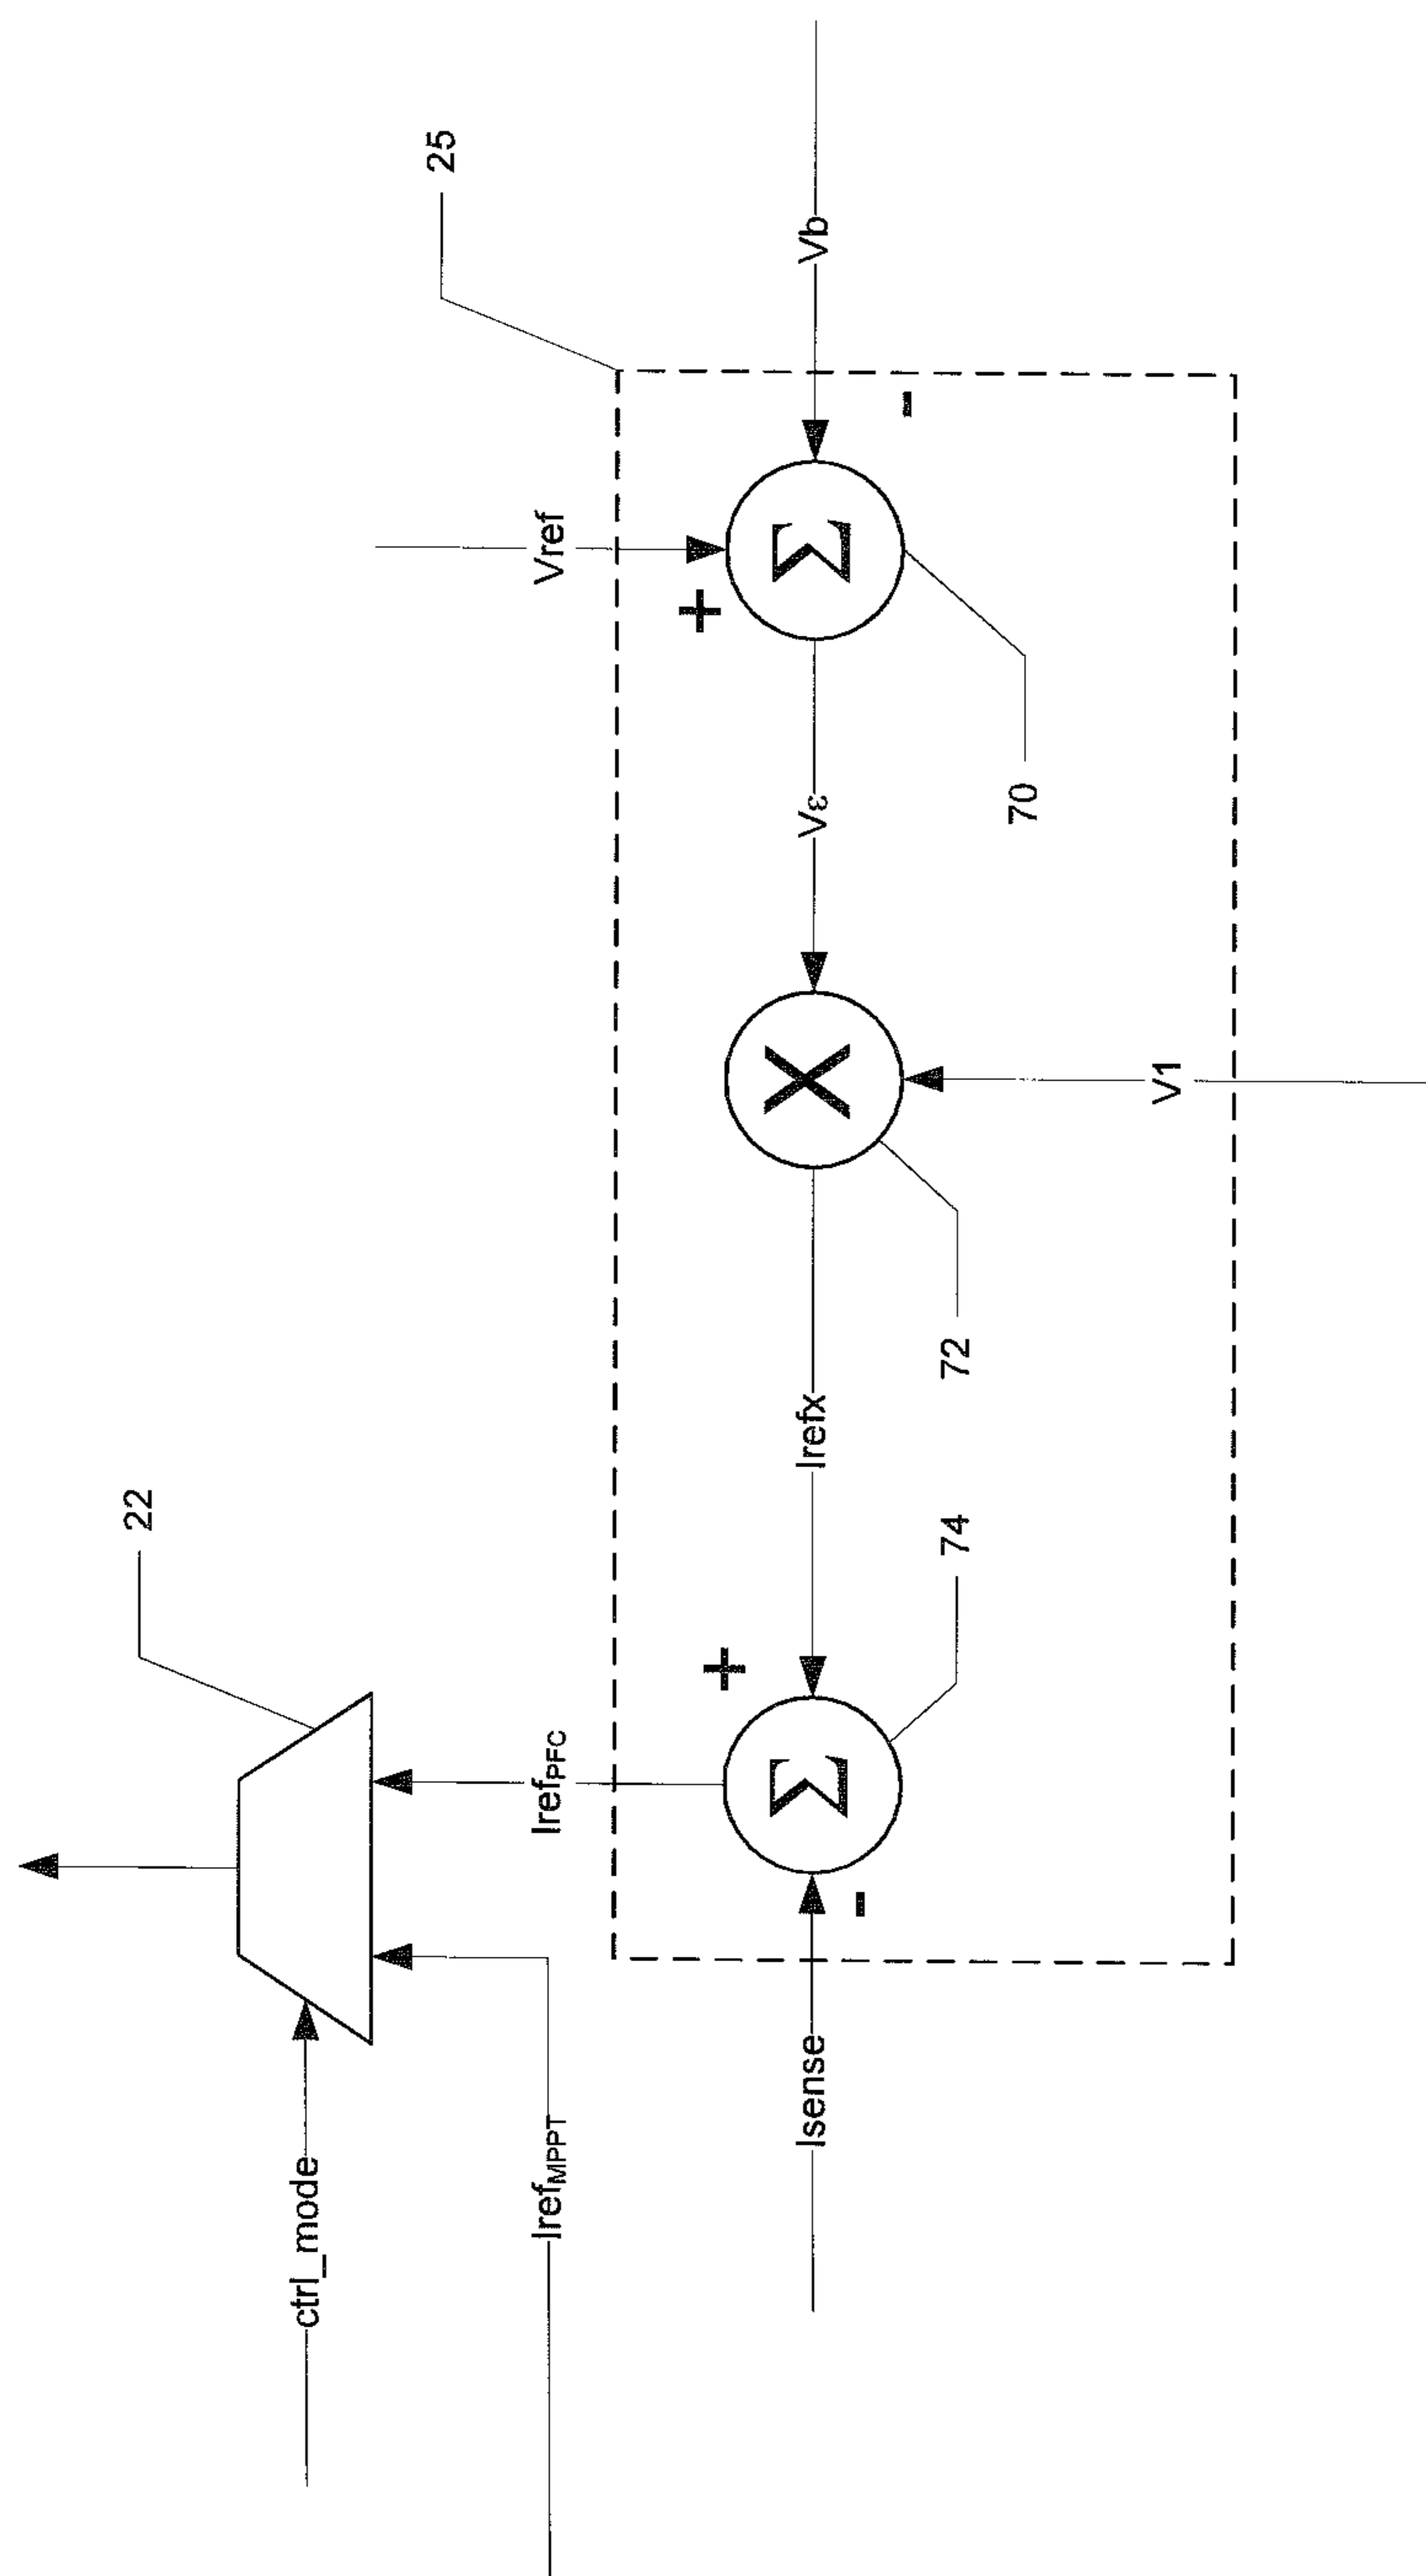 ctrl_mode
22
IrefMPPT
IrefPFC
Vref
25
Isense
-
Σ
+
Irefx
X
Vε
+
Σ
-
Vb
74
72
70
V1